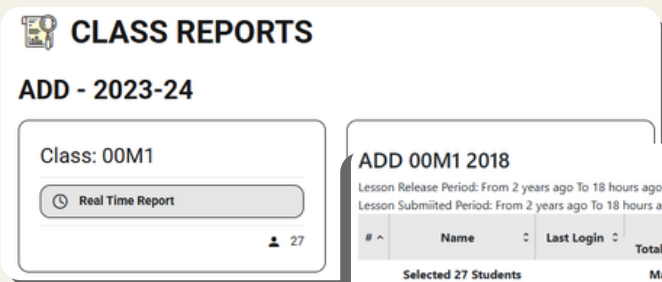 CLASS REPORTS
ADD - 2023-24
Class: 00M1
Real Time Report
27
ADD 00M1 2018
Lesson Release Period: From 2 years ago To 18 hours ago
Lesson Submiited Period: From 2 years ago To 18 hours a
# Name Last Login
Total
Selected 27 Students